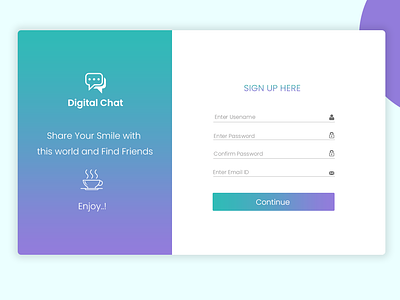 Digital Chat
Share Your Smile with
this world and Find Friends
Enjoy..!
SIGN UP HERE
Enter Usename
Enter Password
Confirm Password
Enter Email ID
Continue